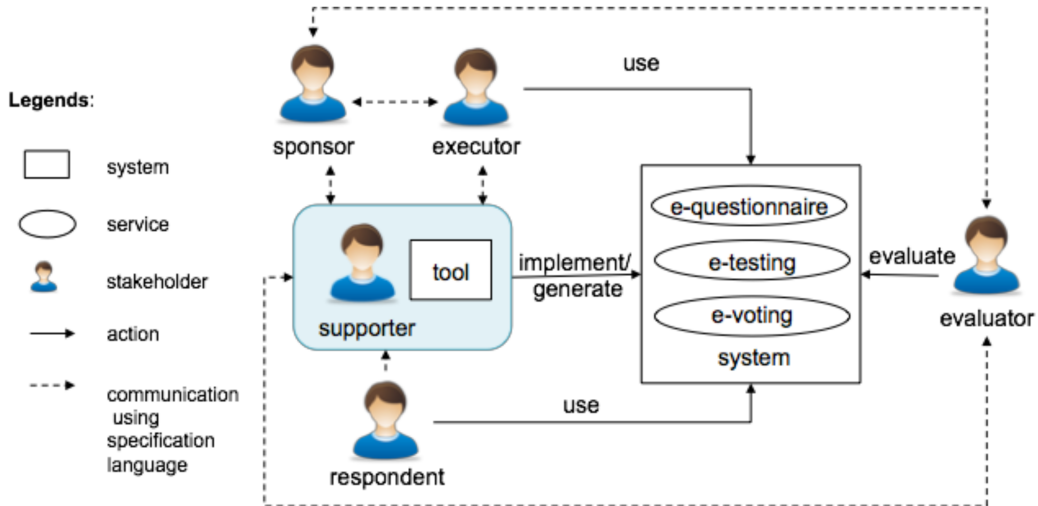 Legends:
system
service
stakeholder
action
communication
using
specification
language
sponsor
executor
use
supporter
tool
implement/
generate
e-questionnaire
e-testing
e-voting
system
evaluate
evaluator
respondent
use